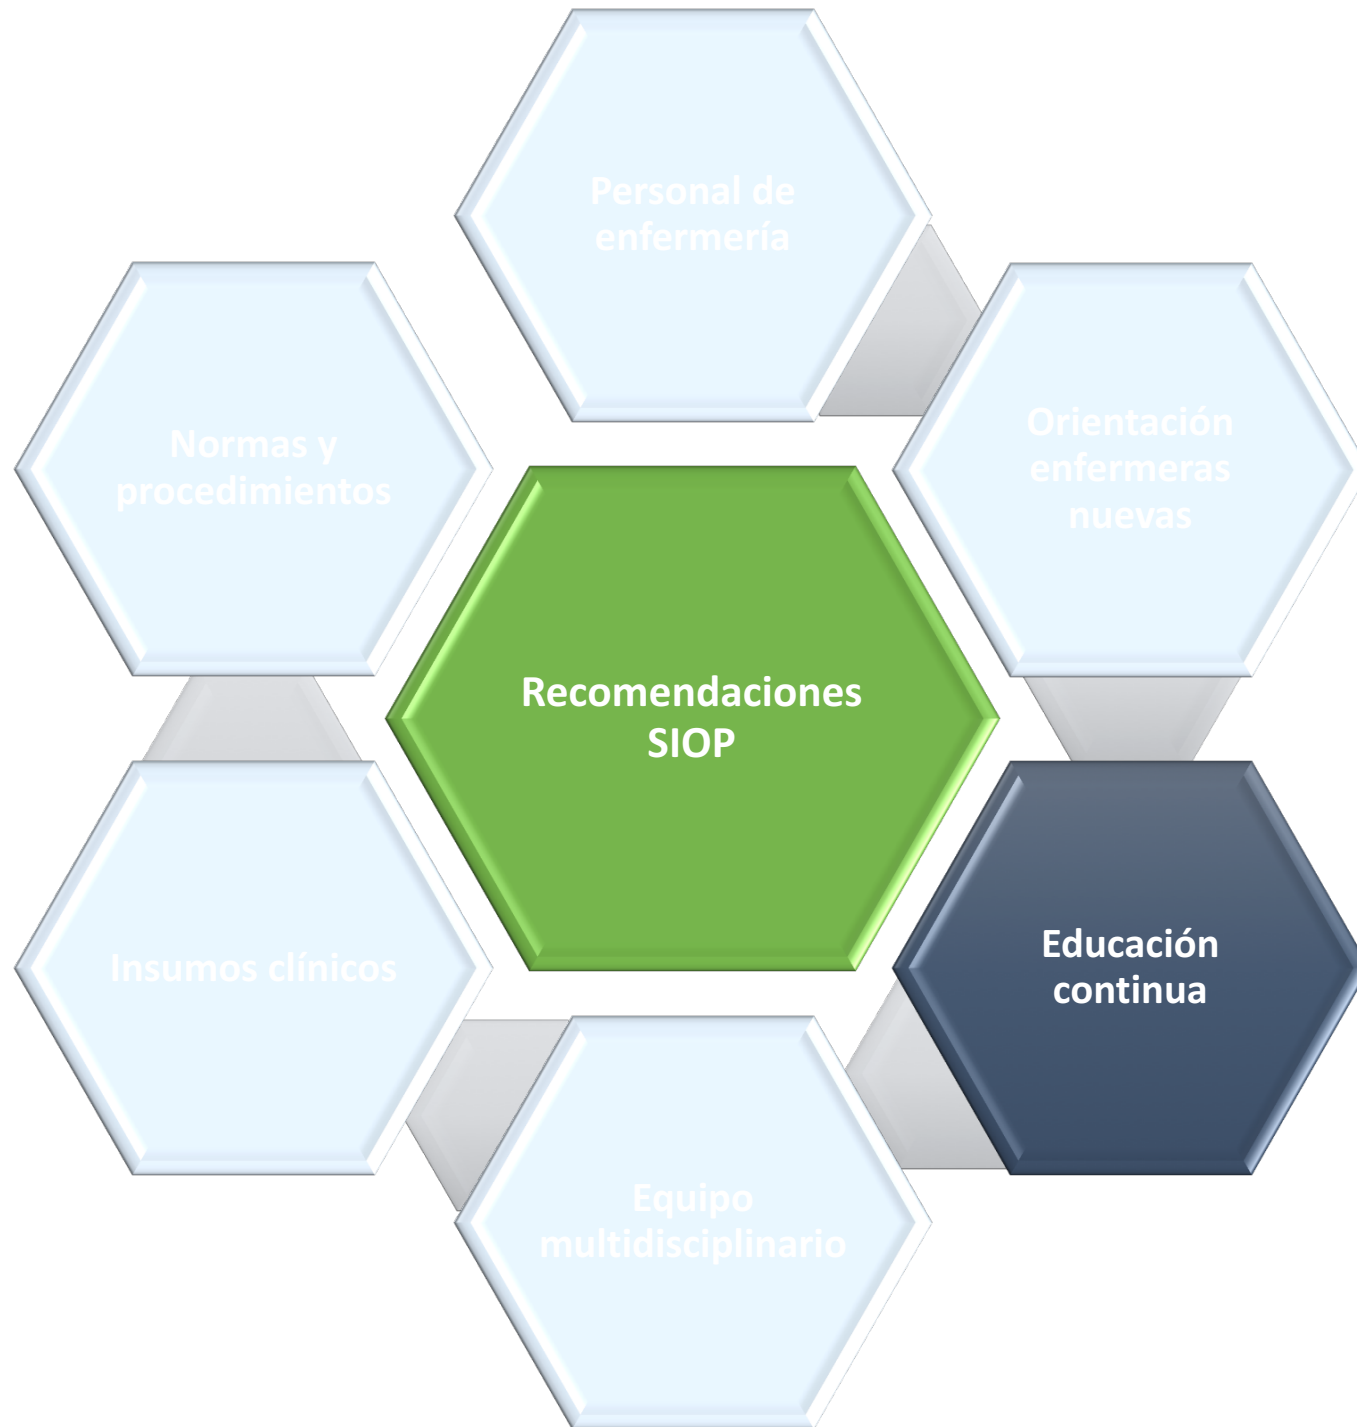 Personal de
enfermería
Orientación
enfermeras
nuevas
Educación
continua
Equipo
multidisciplinario
Insumos clínicos
Normas y
procedimientos
Recomendaciones
SIOP